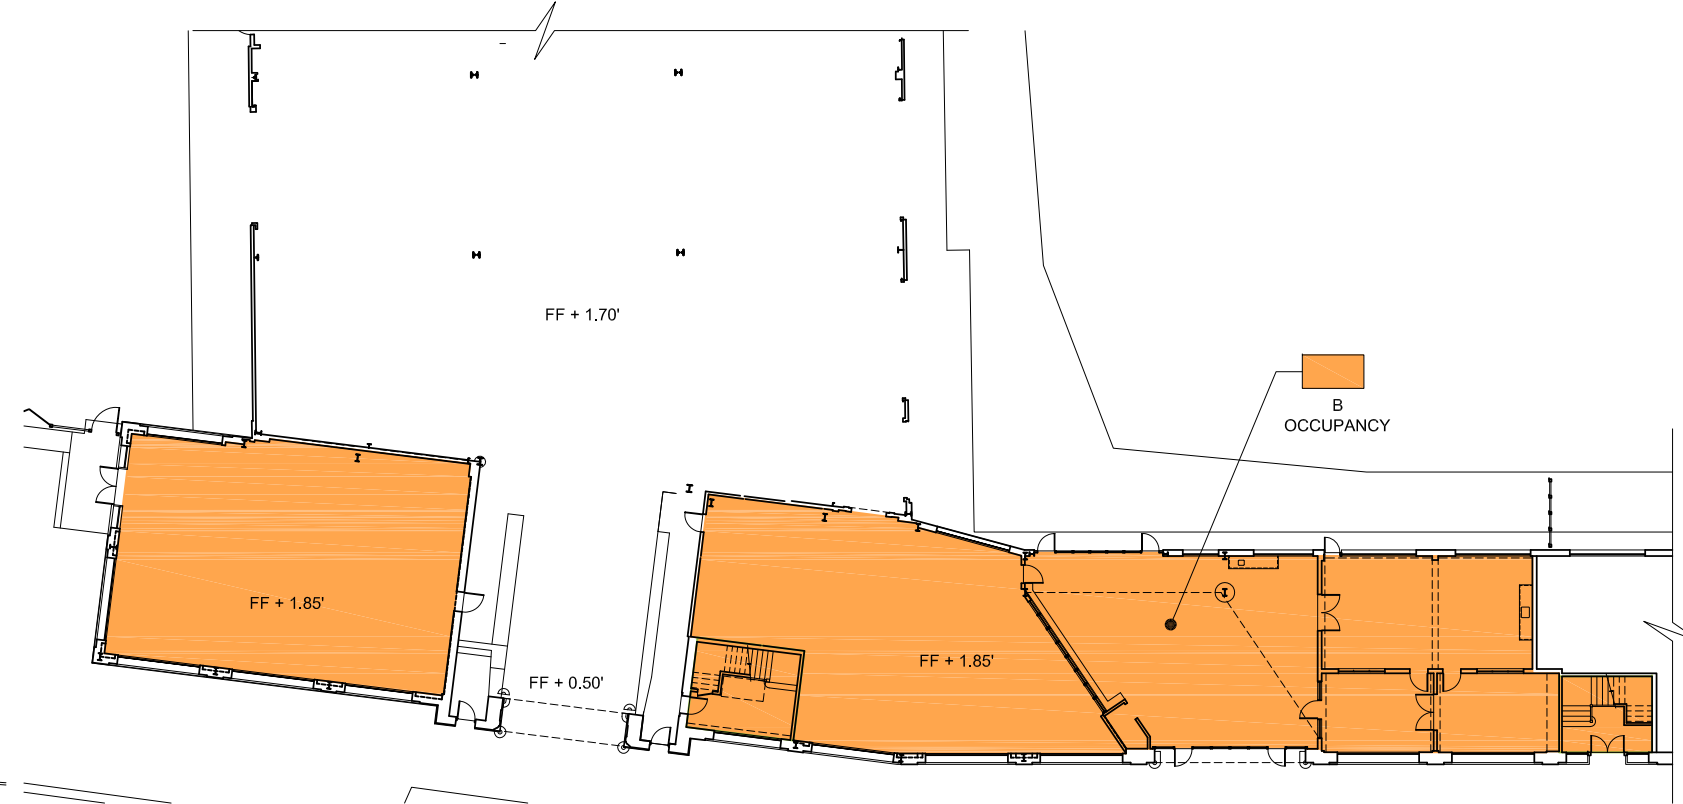 FF + 1.70'
B
OCCUPANCY
FF + 1.85'
FF + 1.85'
FF + 0.50'